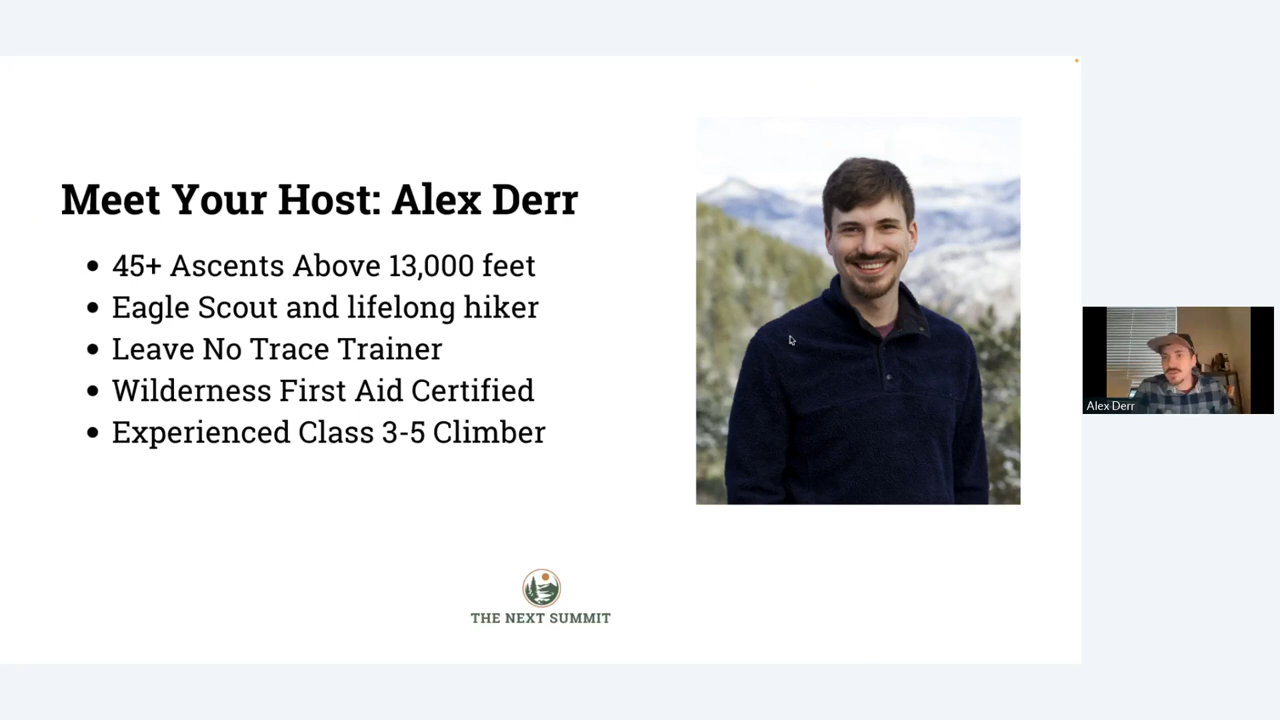 Meet Your Host: Alex Derr
• 45+ Ascents Above 13,000 feet
• Eagle Scout and lifelong hiker
• Leave No Trace Trainer
• Wilderness First Aid Certified
• Experienced Class 3-5 Climber
THE NEXT SUMMIT
Alex Derr